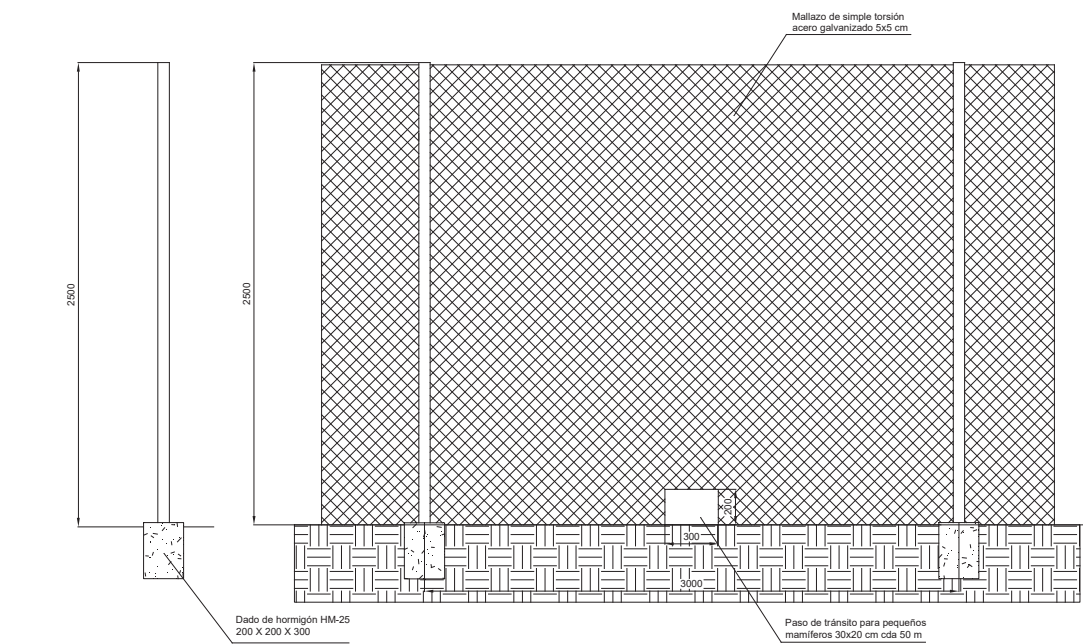 Mallazo de simple torsión
acero galvanizado 5x5 cm
2500
2500
200
300
3000
Dado de hormigón HM-25
200 X 200 X 300
Paso de tránsito para pequeños
mamíferos 30x20 cm cda 50 m